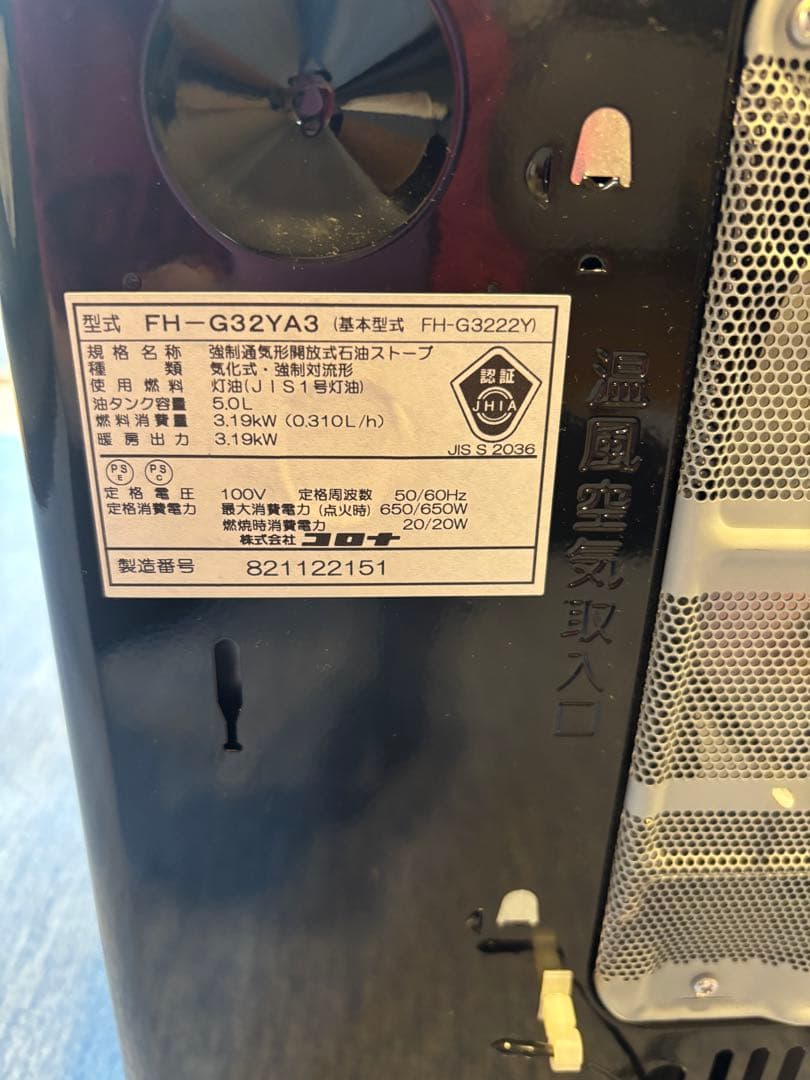 型式 FH-G32YA3 (基本型式 FH-G3222Y)
規格名称 強制通気形開放式石油ストーブ
種類 気化式・強制対流形
使用燃料 灯油(JIS1号灯油)
油タンク容量 5.0L
燃料消費量 3.19kW (0.310L/h)
暖房出力 3.19kW
認証
JHIA
JIS S 2036
PS E PS C
定格電圧 100V 定格周波数 50/60Hz
定格消費電力 最大消費電力 (点火時) 650/650W
燃焼時消費電力 20/20W
株式会社 コロナ
製造番号 821122151
温風空気取入口